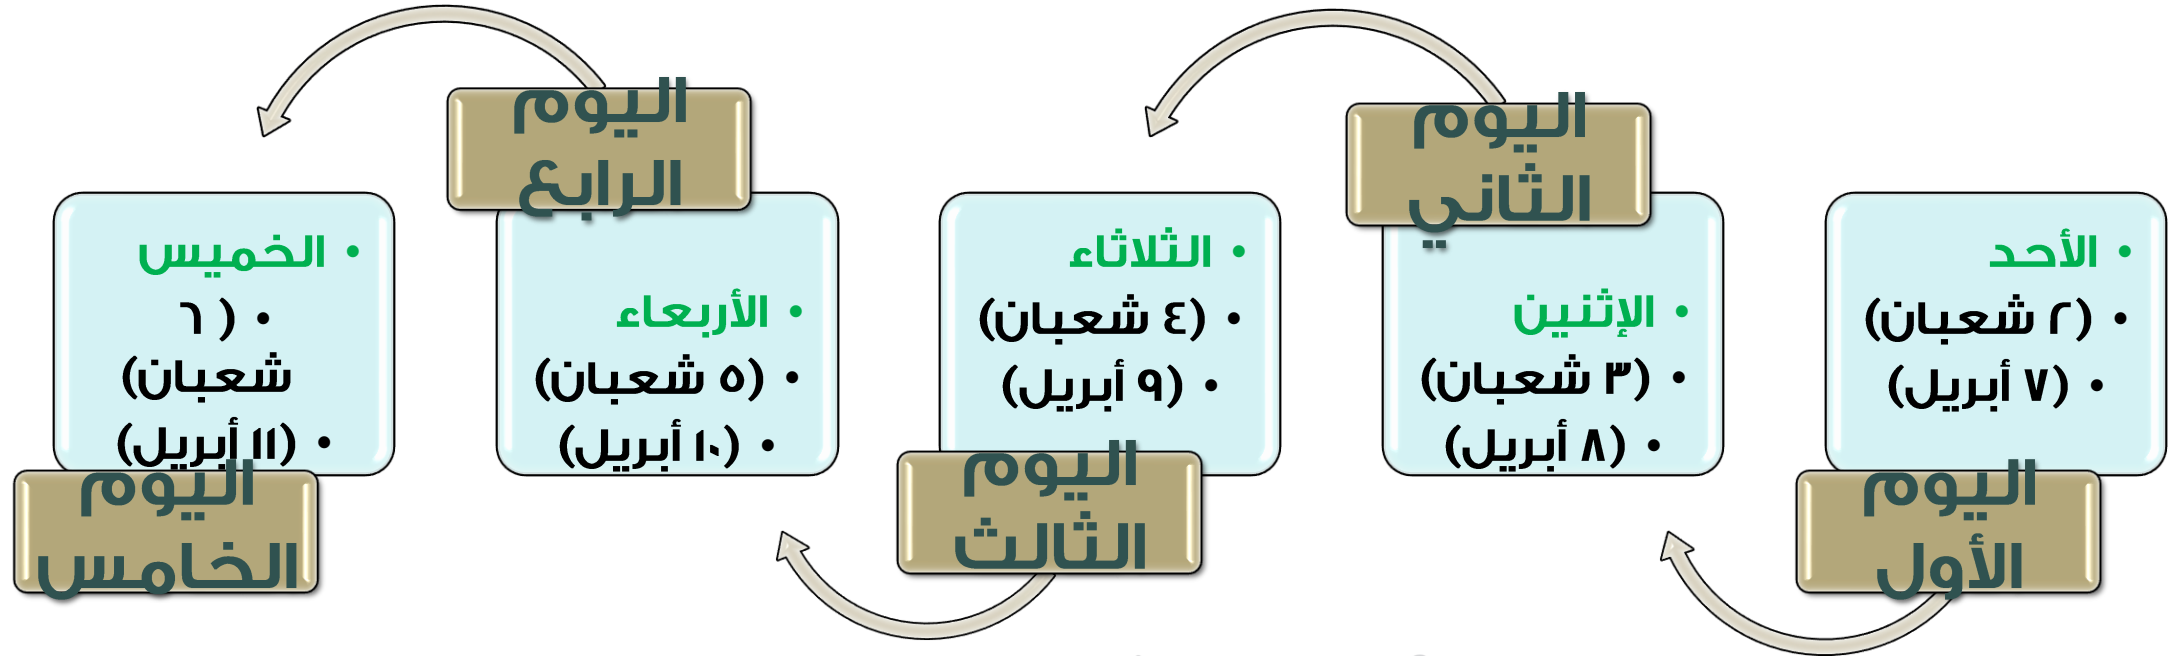 اليوم
الأول
• الأحد
• (٢ شعبان)
• (٧ أبريل)
اليوم
الثاني
• الإثنين
• (٣ شعبان)
• (٨ أبريل)
اليوم
الثالث
• الثلاثاء
• (٤ شعبان)
• (٩ أبريل)
اليوم
الرابع
• الأربعاء
• (٥ شعبان)
• (١٠ أبريل)
اليوم
الخامس
• الخميس
• ( ٦
شعبان)
• (١١ أبريل)